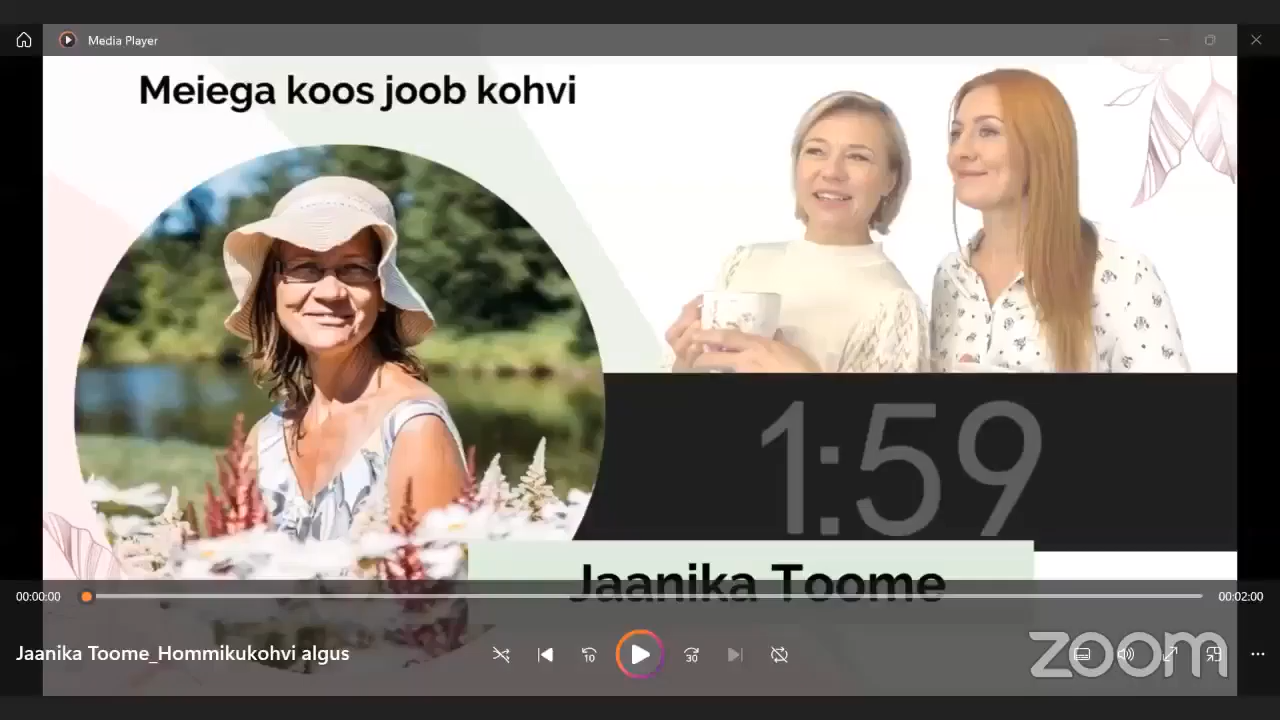 Media Player
Meiega koos joob kohvi
1:59
Jaanika Toome
00:00:00
00:02:00
Jaanika Toome_Hommikukohvi algus
10
30
zoom